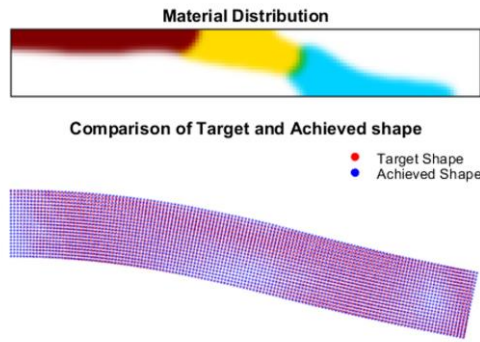 Material Distribution
Comparison of Target and Achieved shape
Target Shape
Achieved Shape